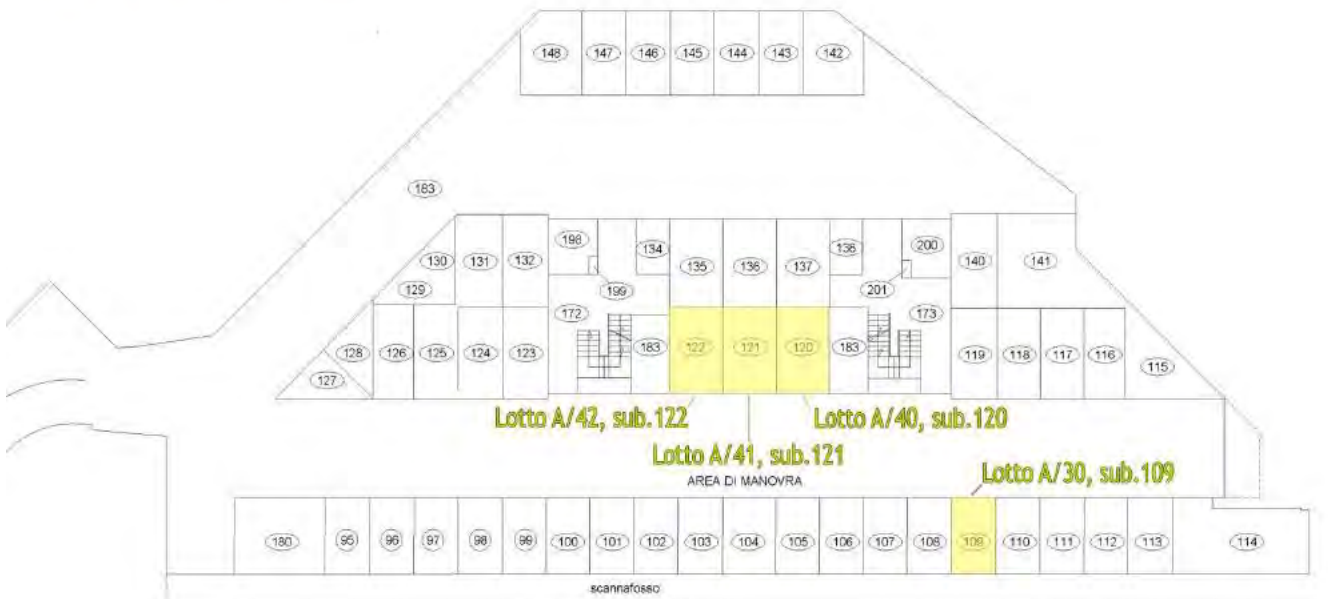 148 147 146 145 144 143 142
183
198 134 138 200
130 131 132 135 136 137 140 141
129 199 201
172 173
128 126 125 124 123 183 122 121 120 183 119 118 117 116 115
127
Lotto A/42, sub.122 Lotto A/40, sub.120
Lotto A/41, sub.121
Lotto A/30, sub.109
AREA DI MANOVRA
180 95 96 97 98 99 100 101 102 103 104 105 106 107 108 109 110 111 112 113 114
scannafosso